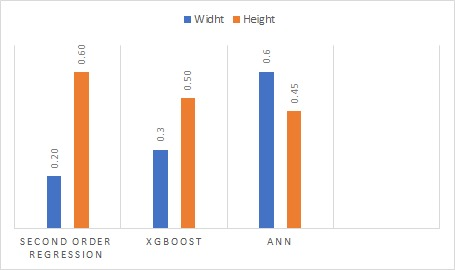 Widht Height
0.20
0.60
0.3
0.50
0.6
0.45
SECOND ORDER
REGRESSION
XGBOOST
ANN